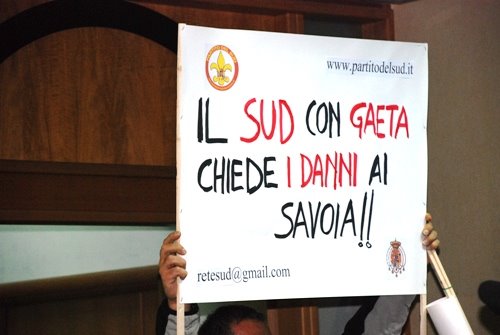 www.partitodelsud.it
IL SUD CON GAETA
CHIEDE I DANNI AI
SAVOIA!!
retesud@gmail.com